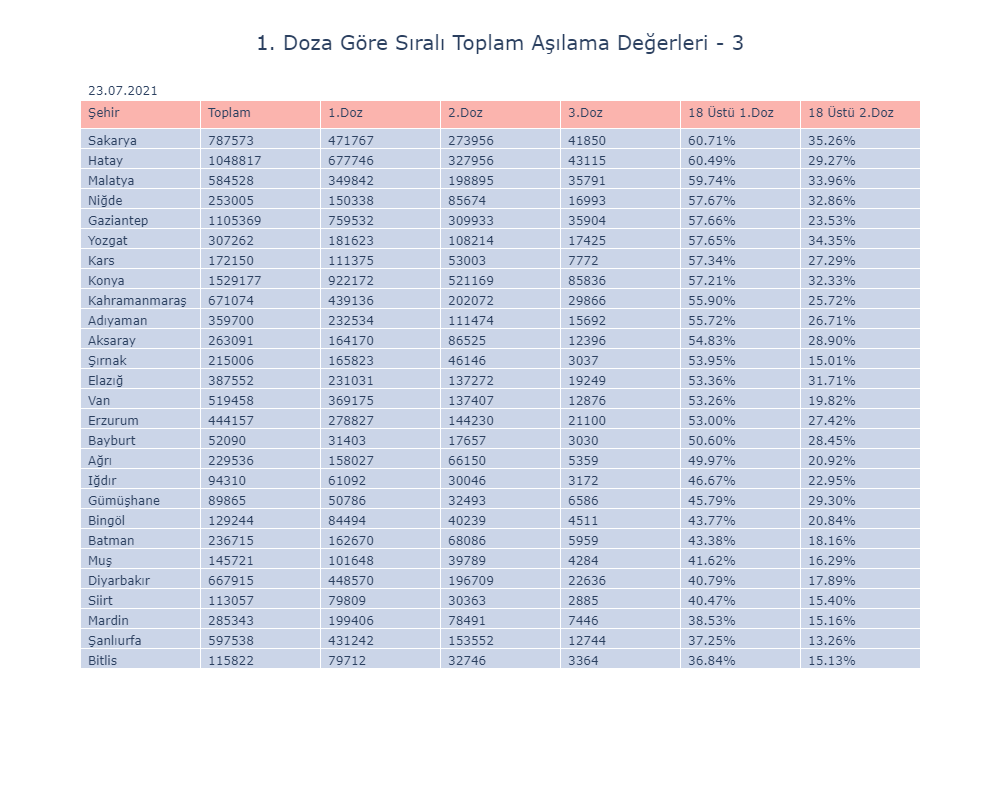 1. Doza Göre Sıralı Toplam Aşılama Değerleri - 3
23.07.2021
Şehir Toplam 1.Doz 2.Doz 3.Doz 18 Üstü 1.Doz 18 Üstü 2.Doz
Sakarya 787573 471767 273956 41850 60.71% 35.26%
Hatay 1048817 677746 327956 43115 60.49% 29.27%
Malatya 584528 349842 198895 35791 59.74% 33.96%
Niğde 253005 150338 85674 16993 57.67% 32.86%
Gaziantep 1105369 759532 309933 35904 57.66% 23.53%
Yozgat 307262 181623 108214 17425 57.65% 34.35%
Kars 172150 111375 53003 7772 57.34% 27.29%
Konya 1529177 922172 521169 85836 57.21% 32.33%
Kahramanmaraş 671074 439136 202072 29866 55.90% 25.72%
Adıyaman 359700 232534 111474 15692 55.72% 26.71%
Aksaray 263091 164170 86525 12396 54.83% 28.90%
Şırnak 215006 165823 46146 3037 53.95% 15.01%
Elazığ 387552 231031 137272 19249 53.36% 31.71%
Van 519458 369175 137407 12876 53.26% 19.82%
Erzurum 444157 278827 144230 21100 53.00% 27.42%
Bayburt 52090 31403 17657 3030 50.60% 28.45%
Ağrı 229536 158027 66150 5359 49.97% 20.92%
Iğdır 94310 61092 30046 3172 46.67% 22.95%
Gümüşhane 89865 50786 32493 6586 45.79% 29.30%
Bingöl 129244 84494 40239 4511 43.77% 20.84%
Batman 236715 162670 68086 5959 43.38% 18.16%
Muş 145721 101648 39789 4284 41.62% 16.29%
Diyarbakır 667915 448570 196709 22636 40.79% 17.89%
Siirt 113057 79809 30363 2885 40.47% 15.40%
Mardin 285343 199406 78491 7446 38.53% 15.16%
Şanlıurfa 597538 431242 153552 12744 37.25% 13.26%
Bitlis 115822 79712 32746 3364 36.84% 15.13%